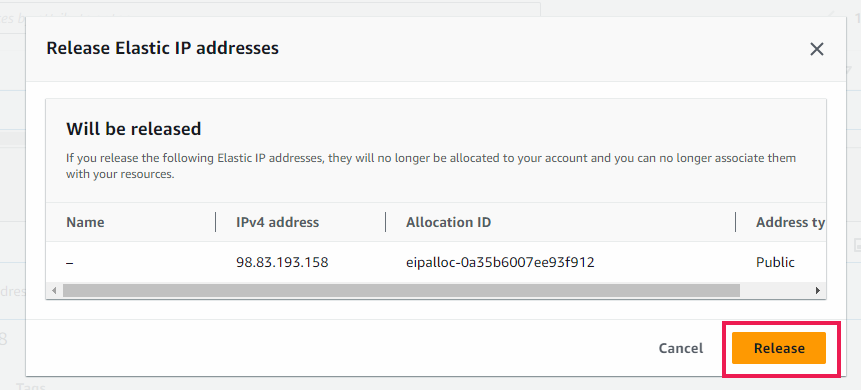 Release Elastic IP addresses
Will be released
If you release the following Elastic IP addresses, they will no longer be allocated to your account and you can no longer associate them
with your resources.
Name IPv4 address Allocation ID Address ty
– 98.83.193.158 eipalloc-0a35b6007ee93f912 Public
Cancel Release
Tags